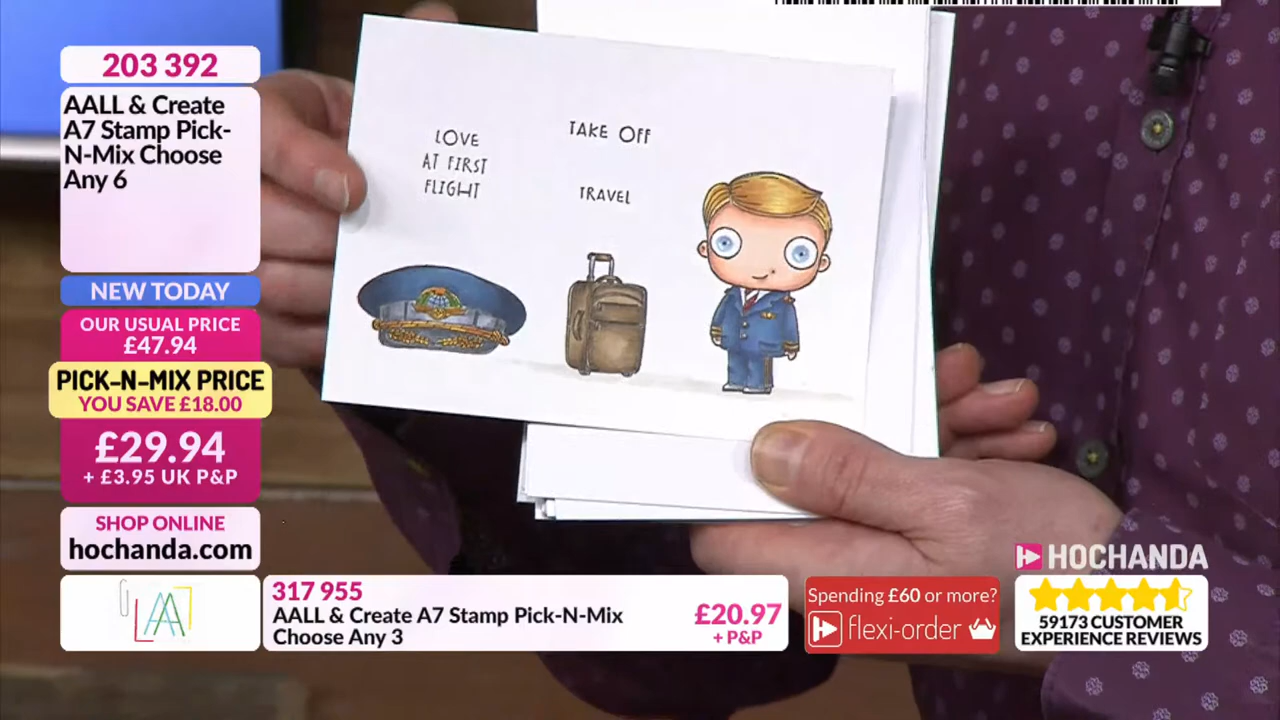 203 392
AALL & Create
A7 Stamp Pick-
N-Mix Choose
Any 6
NEW TODAY
OUR USUAL PRICE
£47.94
PICK-N-MIX PRICE
YOU SAVE £18.00
£29.94
+ £3.95 UK P&P
SHOP ONLINE
hochanda.com
LOVE
AT FIRST
FLIGHT
TAKE OFF
TRAVEL
LAA
317 955
AALL & Create A7 Stamp Pick-N-Mix
Choose Any 3
£20.97
+ P&P
Spending £60 or more?
flexi-order
HOCHANDA
59173 CUSTOMER
EXPERIENCE REVIEWS